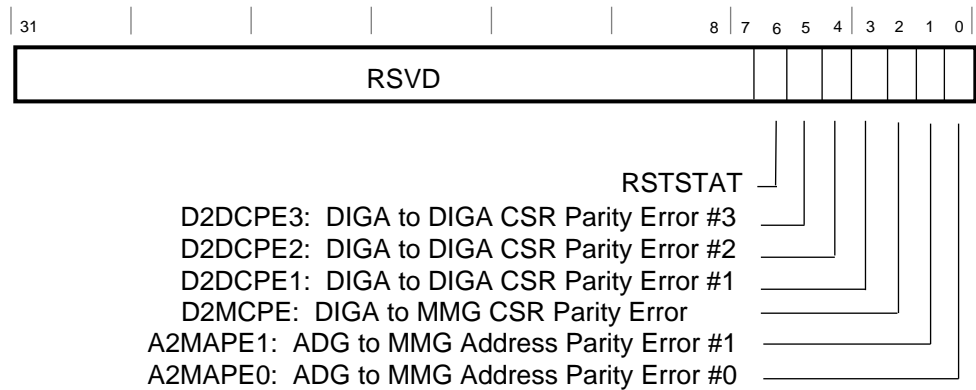 31 8 7 6 5 4 3 2 1 0
RSVD
RSTSTAT
D2DCPE3: DIGA to DIGA CSR Parity Error #3
D2DCPE2: DIGA to DIGA CSR Parity Error #2
D2DCPE1: DIGA to DIGA CSR Parity Error #1
D2MCPE: DIGA to MMG CSR Parity Error
A2MAPE1: ADG to MMG Address Parity Error #1
A2MAPE0: ADG to MMG Address Parity Error #0